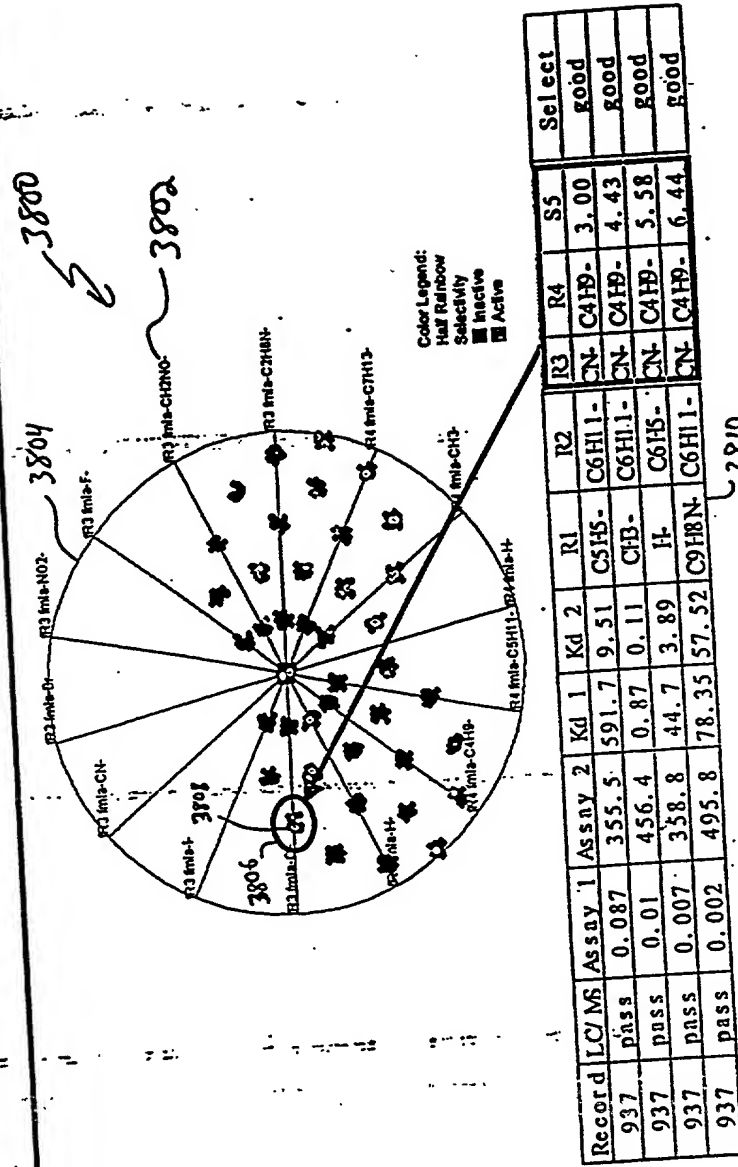 3800
3802
3804
R3 fmla-CH2NO-
R3 fmla-F-
R3 fmla-NO2-
R3 fmla-CN-
R3 fmla-I-
3806
3808
R3 fmla-C2H8N-
R4 fmla-C7H13-
fmla-CH3-
R4 fmla-H-
R4 fmla-C5H11-
R4 fmla-C4H9-
fmla-H-
Color Legend:
Half Rainbow
Selectivity
Inactive
Active
Record LC/MS Assay 1 Assay 2 Kd 1 Kd 2 R1 R2 R3 R4 S5 Select
937 pass 0.087 355.5 591.7 9.51 C5H5- C6H11- CN- C4H9- 3.00 good
937 pass 0.01 456.4 0.87 0.11 CH3- C6H11- CN- C4H9- 4.43 good
937 pass 0.007 358.8 44.7 3.89 H- C6H5- CN- C4H9- 5.58 good
937 pass 0.002 495.8 78.35 57.52 C9H8N- C6H11- CN- C4H9- 6.44 good
3810